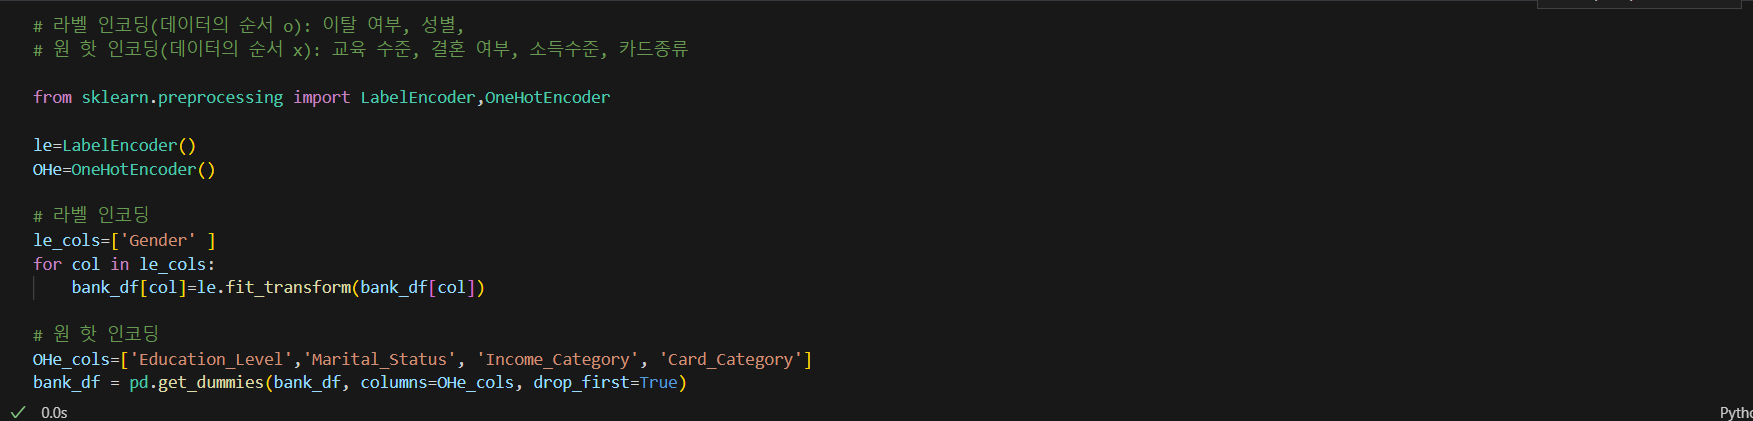 # 라벨 인코딩(데이터의 순서 o): 이탈 여부, 성별,
# 원 핫 인코딩(데이터의 순서 x): 교육 수준, 결혼 여부, 소득수준, 카드종류
from sklearn.preprocessing import LabelEncoder,OneHotEncoder
le=LabelEncoder()
OHe=OneHotEncoder()
# 라벨 인코딩
le_cols=['Gender' ]
for col in le_cols:
    bank_df[col]=le.fit_transform(bank_df[col])
# 원 핫 인코딩
OHe_cols=['Education_Level','Marital_Status', 'Income_Category', 'Card_Category']
bank_df = pd.get_dummies(bank_df, columns=OHe_cols, drop_first=True)
0.0s